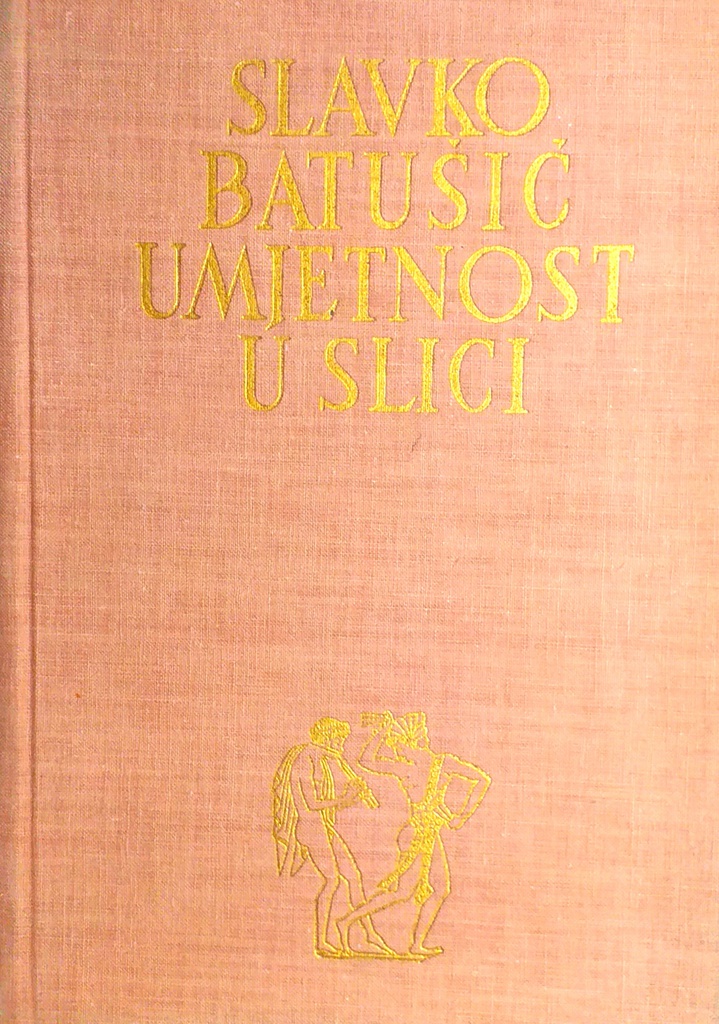 SLAVKO
BATUŠIĆ
UMJETNOST
U SLICI